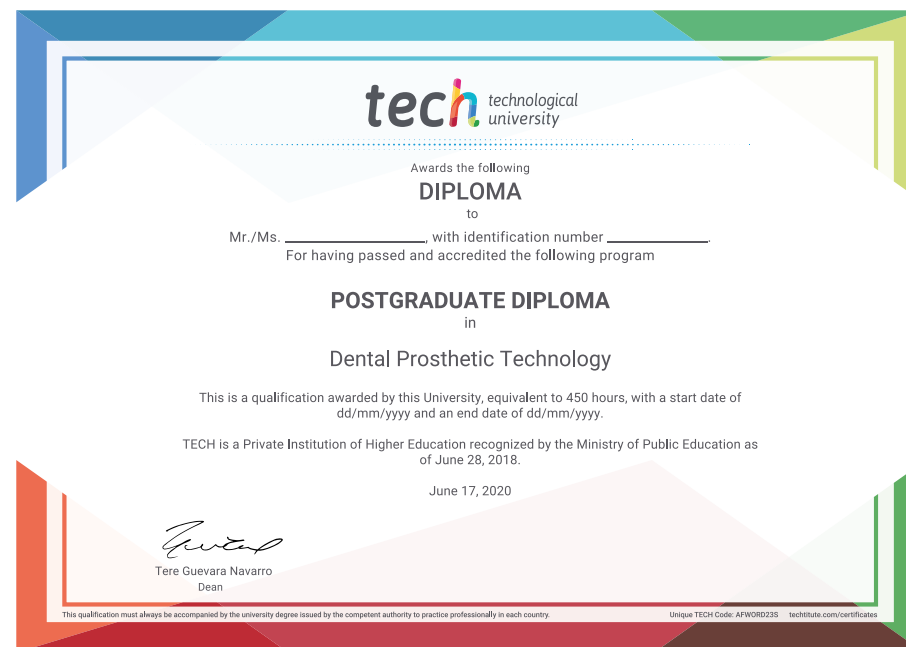 tech technological
university
Awards the following
DIPLOMA
to
Mr./Ms. ____________________, with identification number ______________.
For having passed and accredited the following program
POSTGRADUATE DIPLOMA
in
Dental Prosthetic Technology
This is a qualification awarded by this University, equivalent to 450 hours, with a start date of
dd/mm/yyyy and an end date of dd/mm/yyyy.
TECH is a Private Institution of Higher Education recognized by the Ministry of Public Education as
of June 28, 2018.
June 17, 2020
Tere Guevara Navarro
Dean
This qualification must always be accompanied by the university degree issued by the competent authority to practice professionally in each country. Unique TECH Code: AFWORD23S techtitute.com/certificates